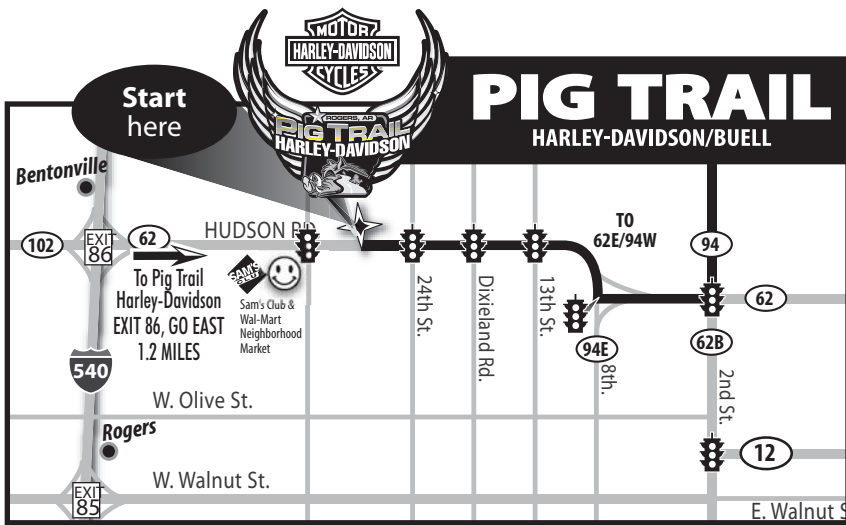 MOTOR
HARLEY-DAVIDSON
CYCLES
ROGERS, AR
PIG TRAIL
HARLEY-DAVIDSON
PIG TRAIL
HARLEY-DAVIDSON/BUELL
Start
here
Bentonville
102
EXIT
86
62
HUDSON
To Pig Trail
Harley-Davidson
EXIT 86, GO EAST
1.2 MILES
SAM'S
CLUB
Sam's Club &
Wal-Mart
Neighborhood
Market
24th St.
Dixieland Rd.
13th St.
TO
62E/94W
94
62
94E
8th.
62B
2nd St.
540
W. Olive St.
Rogers
12
W. Walnut St.
EXIT
85
E. Walnut S